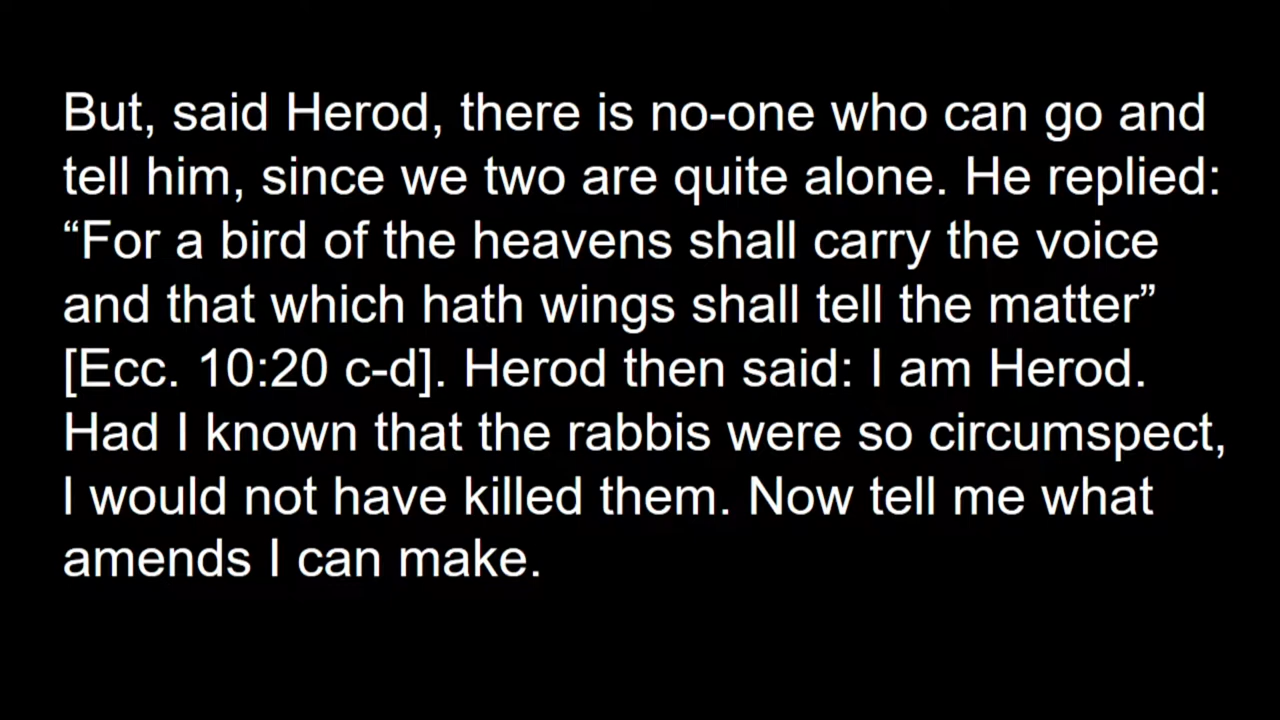 But, said Herod, there is no-one who can go and
tell him, since we two are quite alone. He replied:
“For a bird of the heavens shall carry the voice
and that which hath wings shall tell the matter”
[Ecc. 10:20 c-d]. Herod then said: I am Herod.
Had I known that the rabbis were so circumspect,
I would not have killed them. Now tell me what
amends I can make.